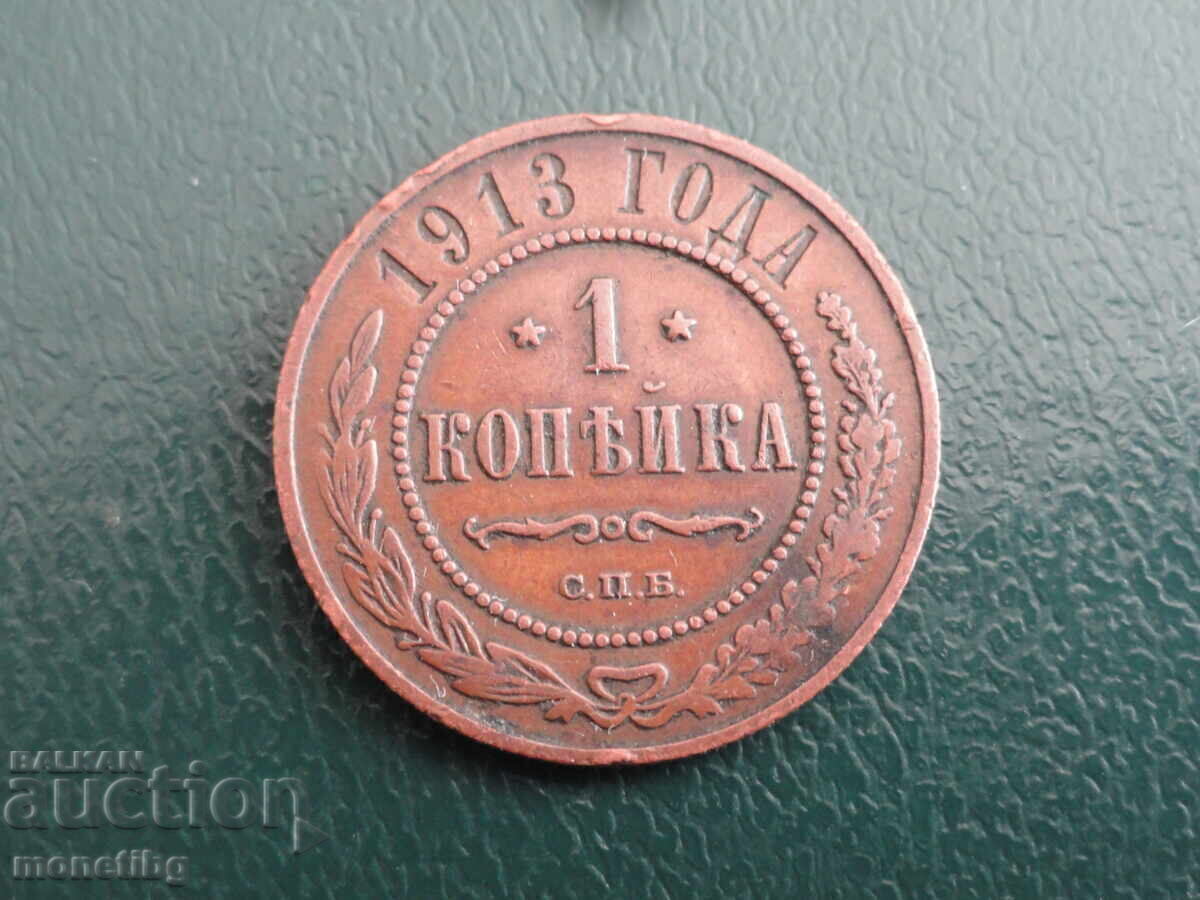 1913 ГОДА
* 1 *
КОПѢЙКА
С.П.Б.
BALKAN
auction
monetibg